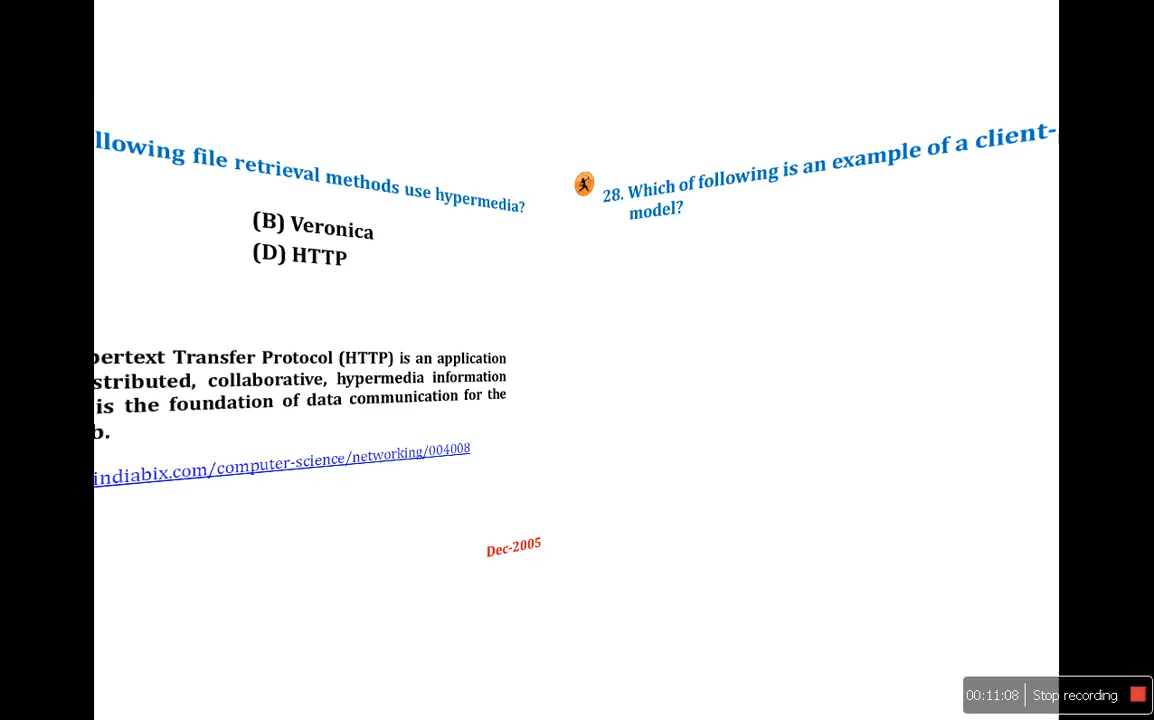 llowing file retrieval methods use hypermedia?
(B) Veronica
(D) HTTP
pertext Transfer Protocol (HTTP) is an application
stributed, collaborative, hypermedia information
is the foundation of data communication for the
b.
indiabix.com/computer-science/networking/004008
Dec-2005
28. Which of following is an example of a client-
model?
00:11:08 Stop recording